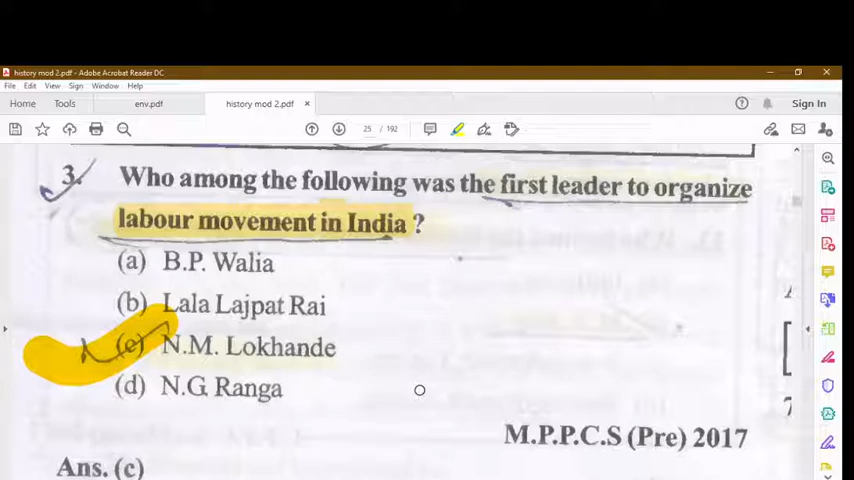 history mod 2.pdf - Adobe Acrobat Reader DC
File Edit View Sign Window Help
Home Tools env.pdf history mod 2.pdf × Sign In
25 / 192
3. Who among the following was the first leader to organize
labour movement in India ?
(a) B.P. Walia
(b) Lala Lajpat Rai
(c) N.M. Lokhande
(d) N.G. Ranga
M.P.P.C.S (Pre) 2017
Ans. (c)
7